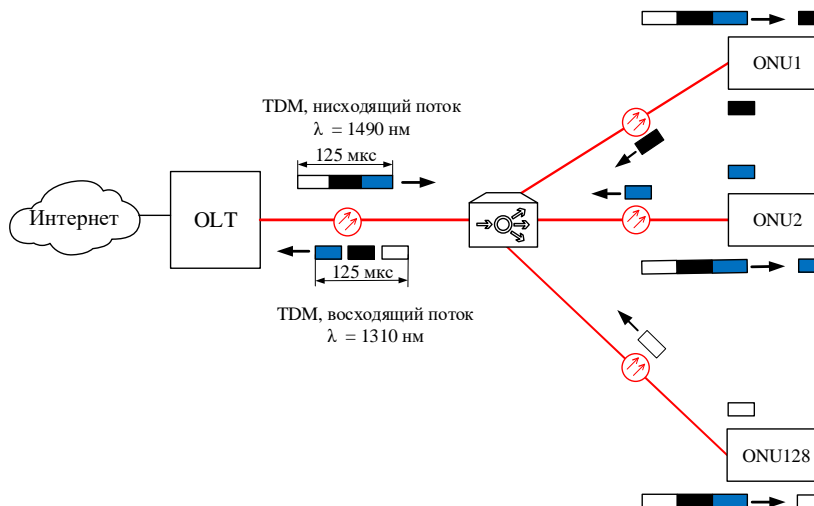 ONU1
TDM, нисходящий поток
λ = 1490 нм
125 мкс
Интернет
OLT
ONU2
125 мкс
TDM, восходящий поток
λ = 1310 нм
ONU128